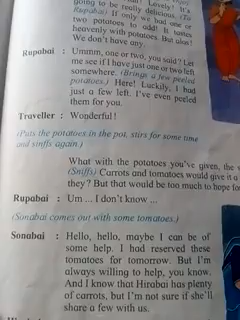 going to be really delicious. (To
Rupabai) If only we had one or
two potatoes to add! It tastes
heavenly with potatoes. But alas!
We don't have any.
Rupabai : Ummm, one or two, you said? Let
me see if I have just one or two left
somewhere. (Brings a few peeled
potatoes.) Here! Luckily, I had
just a few left. I've even peeled
them for you.
Traveller : Wonderful!
(Puts the potatoes in the pot, stirs for some time
and sniffs again.)
What with the potatoes you've given, the s
(Sniffs) Carrots and tomatoes would give it a
they? But that would be too much to hope fo
Rupabai : Um ... I don't know ...
(Sonabai comes out with some tomatoes.)
Sonabai : Hello, hello, maybe I can be of
some help. I had reserved these
tomatoes for tomorrow. But I'm
always willing to help, you know.
And I know that Hirabai has plenty
of carrots, but I'm not sure if she'll
share a few with us.